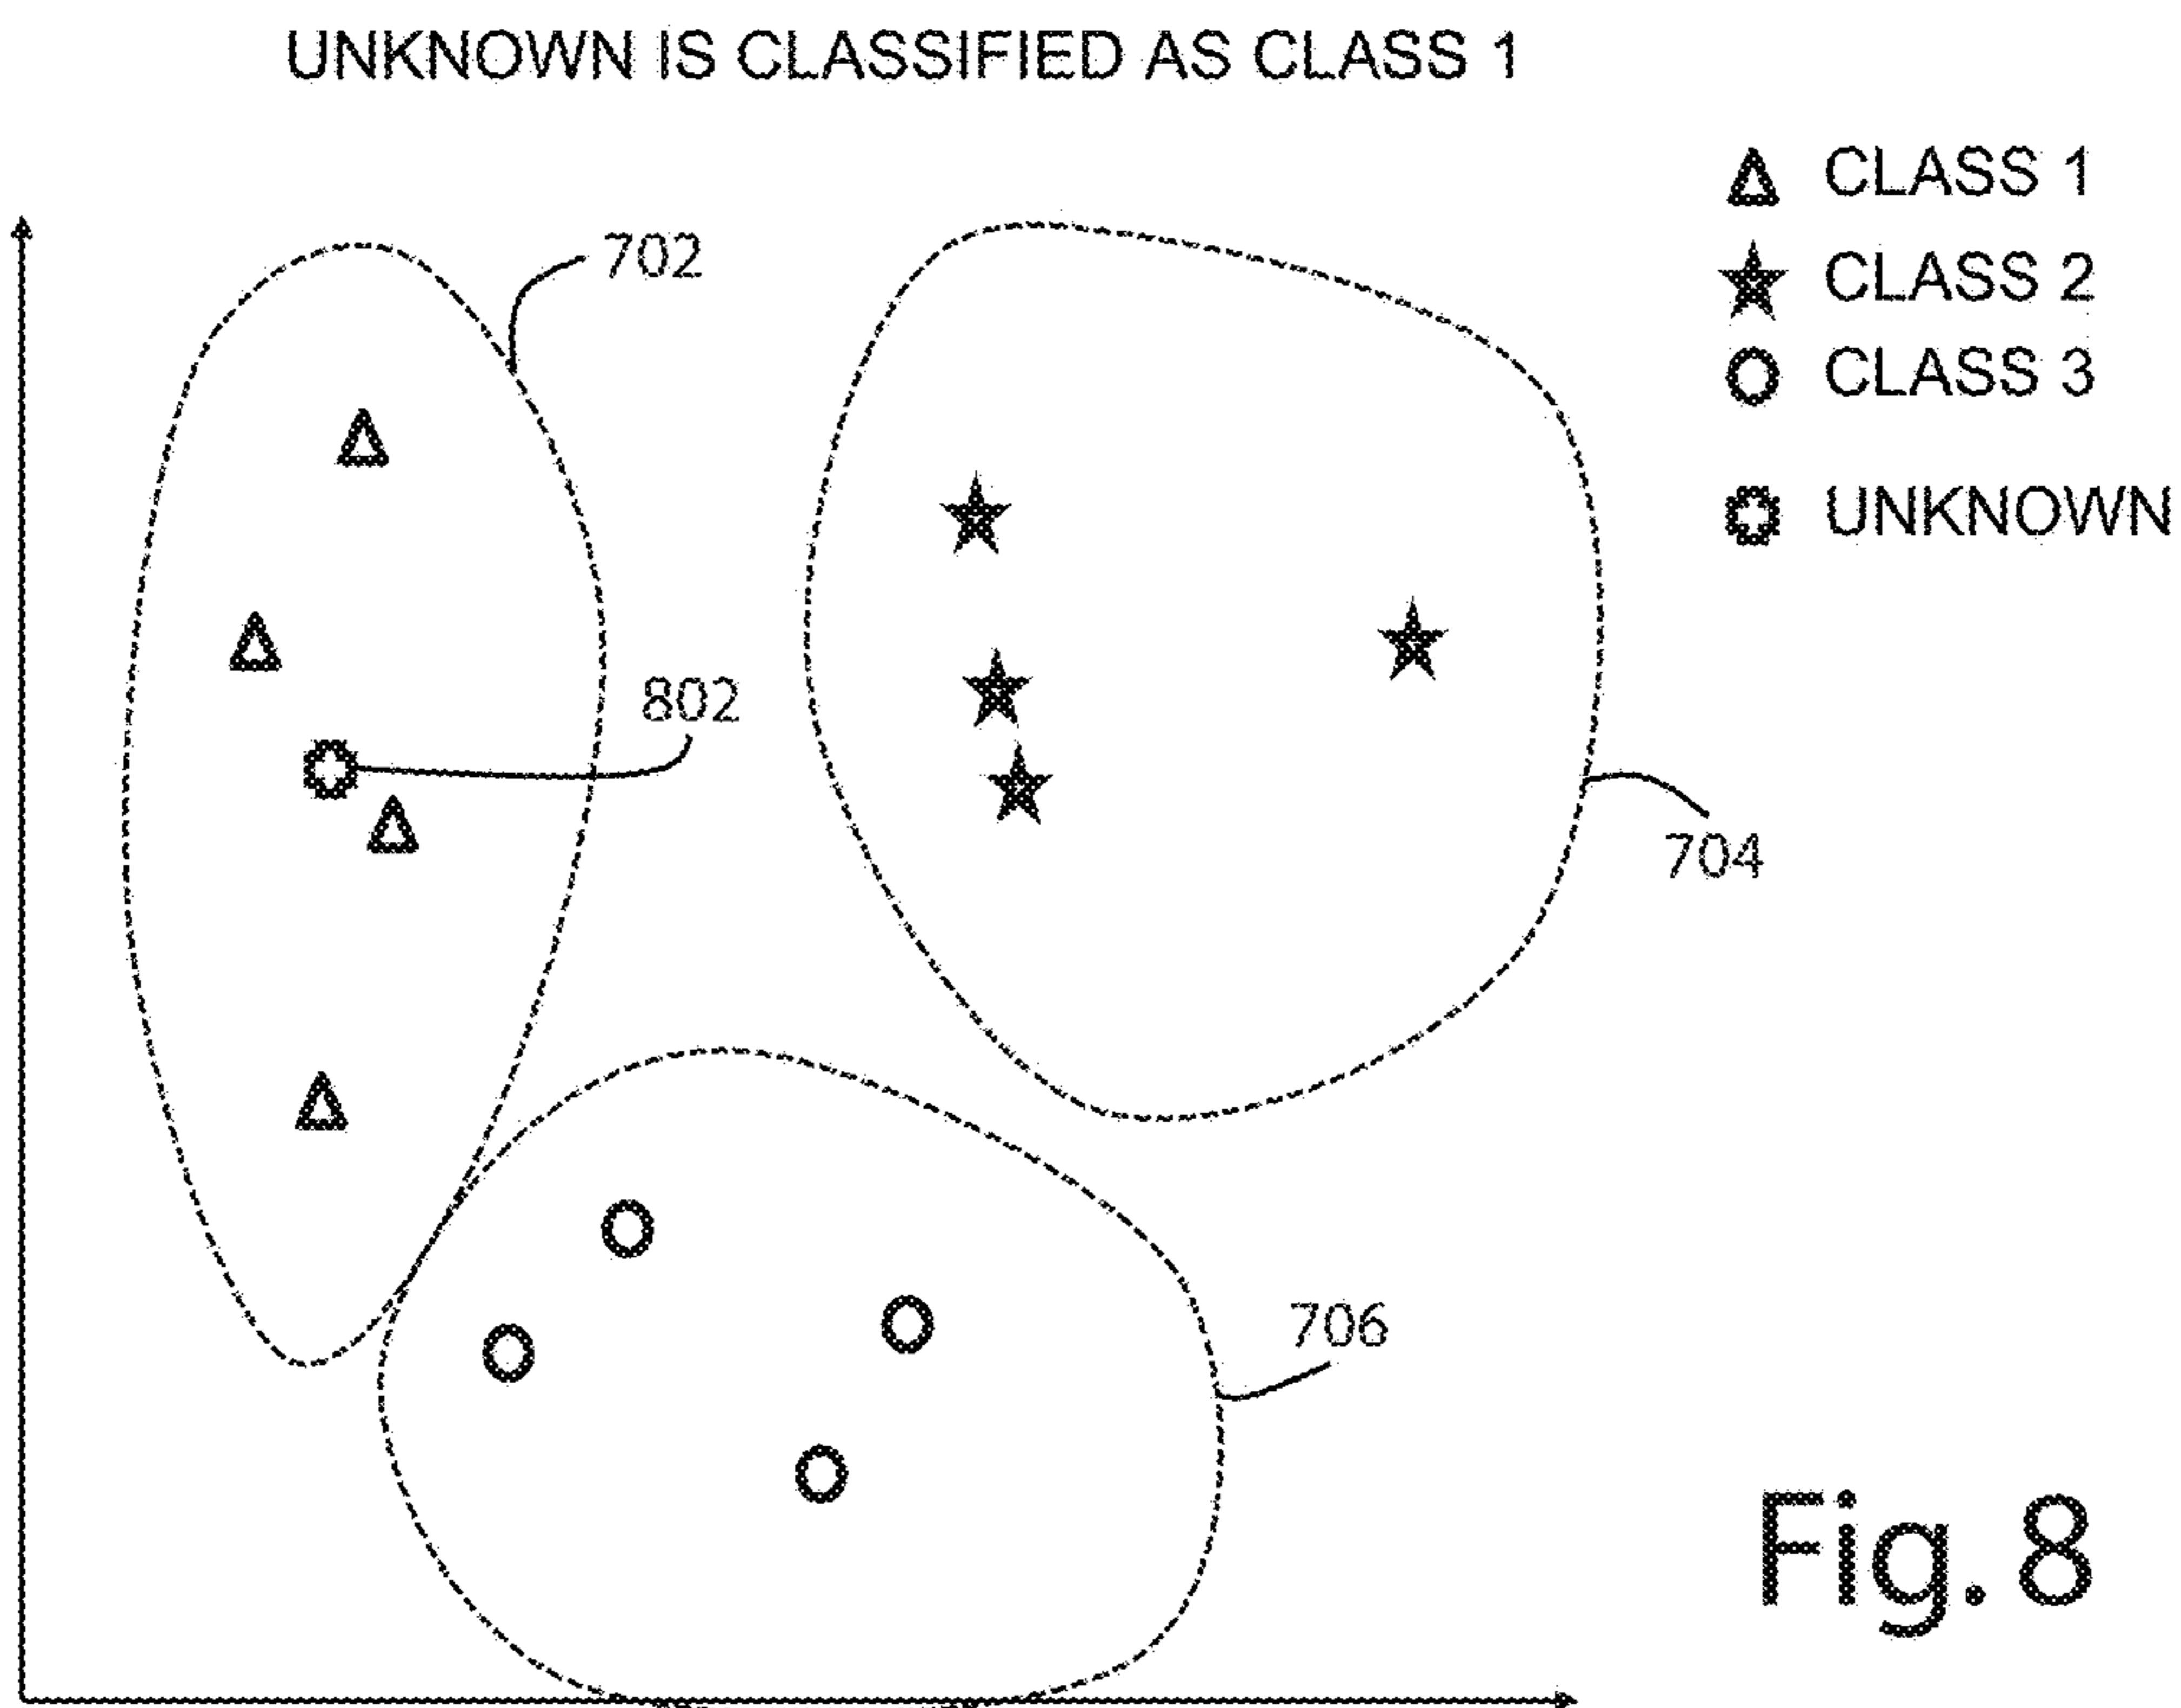 UNKNOWN IS CLASSIFIED AS CLASS 1
CLASS 1
CLASS 2
CLASS 3
UNKNOWN
702
802
704
706
Fig. 8